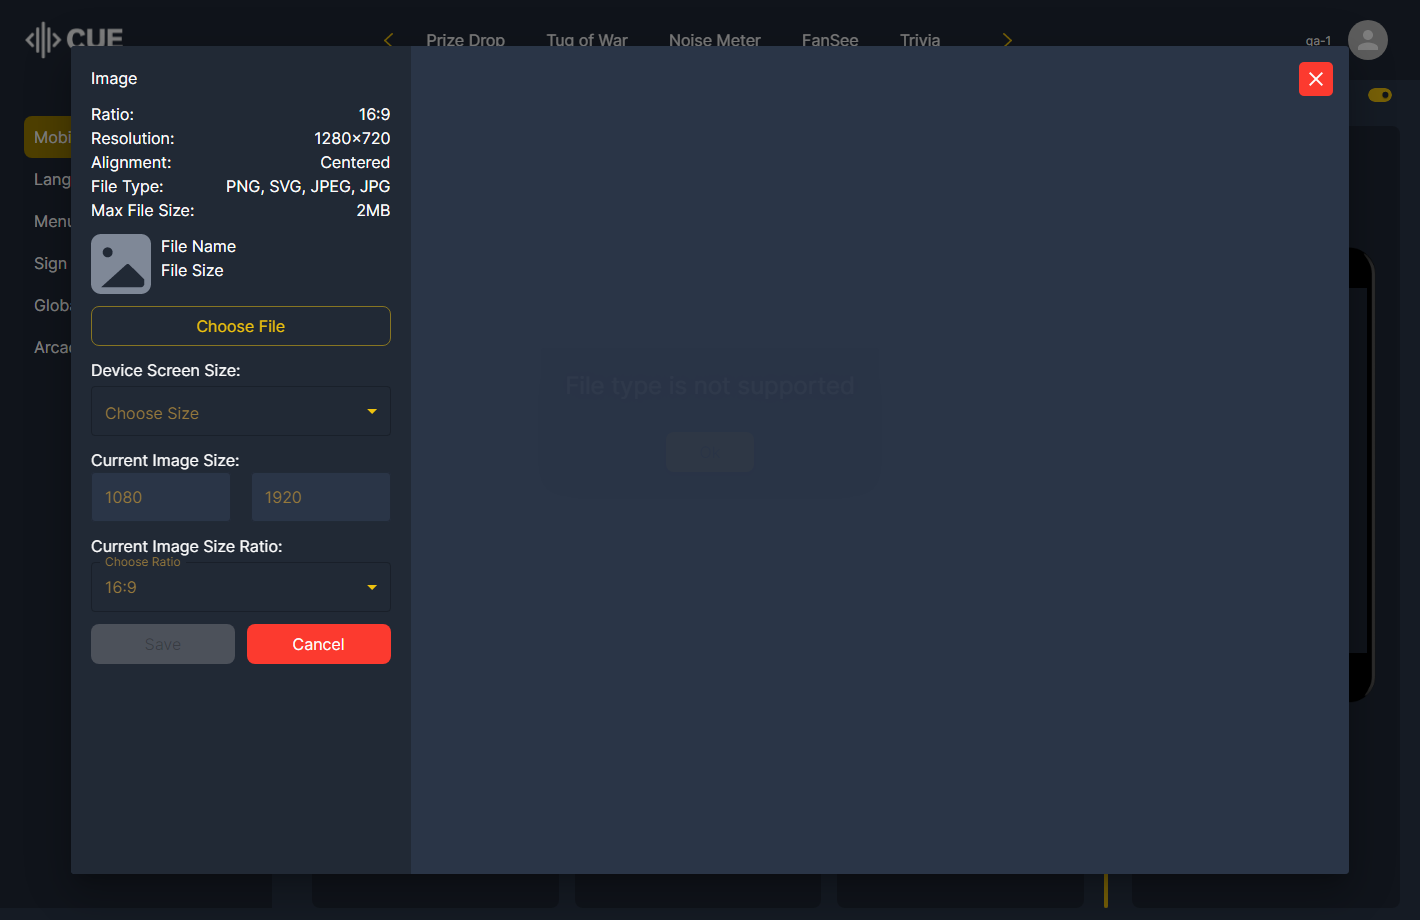 CUE
Prize Drop
Tug of War
Noise Meter
FanSee
Trivia
qa-1
Mobi
Lang
Menu
Sign
Globa
Arcad
Image
Ratio: 16:9
Resolution: 1280×720
Alignment: Centered
File Type: PNG, SVG, JPEG, JPG
Max File Size: 2MB
File Name
File Size
Choose File
Device Screen Size:
Choose Size
Current Image Size:
1080 1920
Current Image Size Ratio:
Choose Ratio
16:9
Save Cancel
File type is not supported